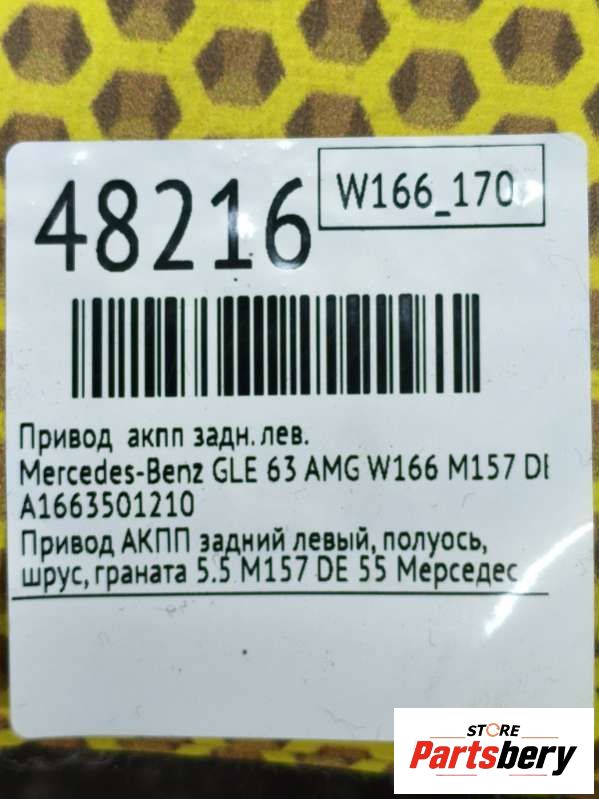 48216
W166_170
Привод акпп задн. лев.
Mercedes-Benz GLE 63 AMG W166 M157 DE
A1663501210
Привод АКПП задний левый, полуось,
шрус, граната 5.5 M157 DE 55 Мерседес
STORE
Partsbery